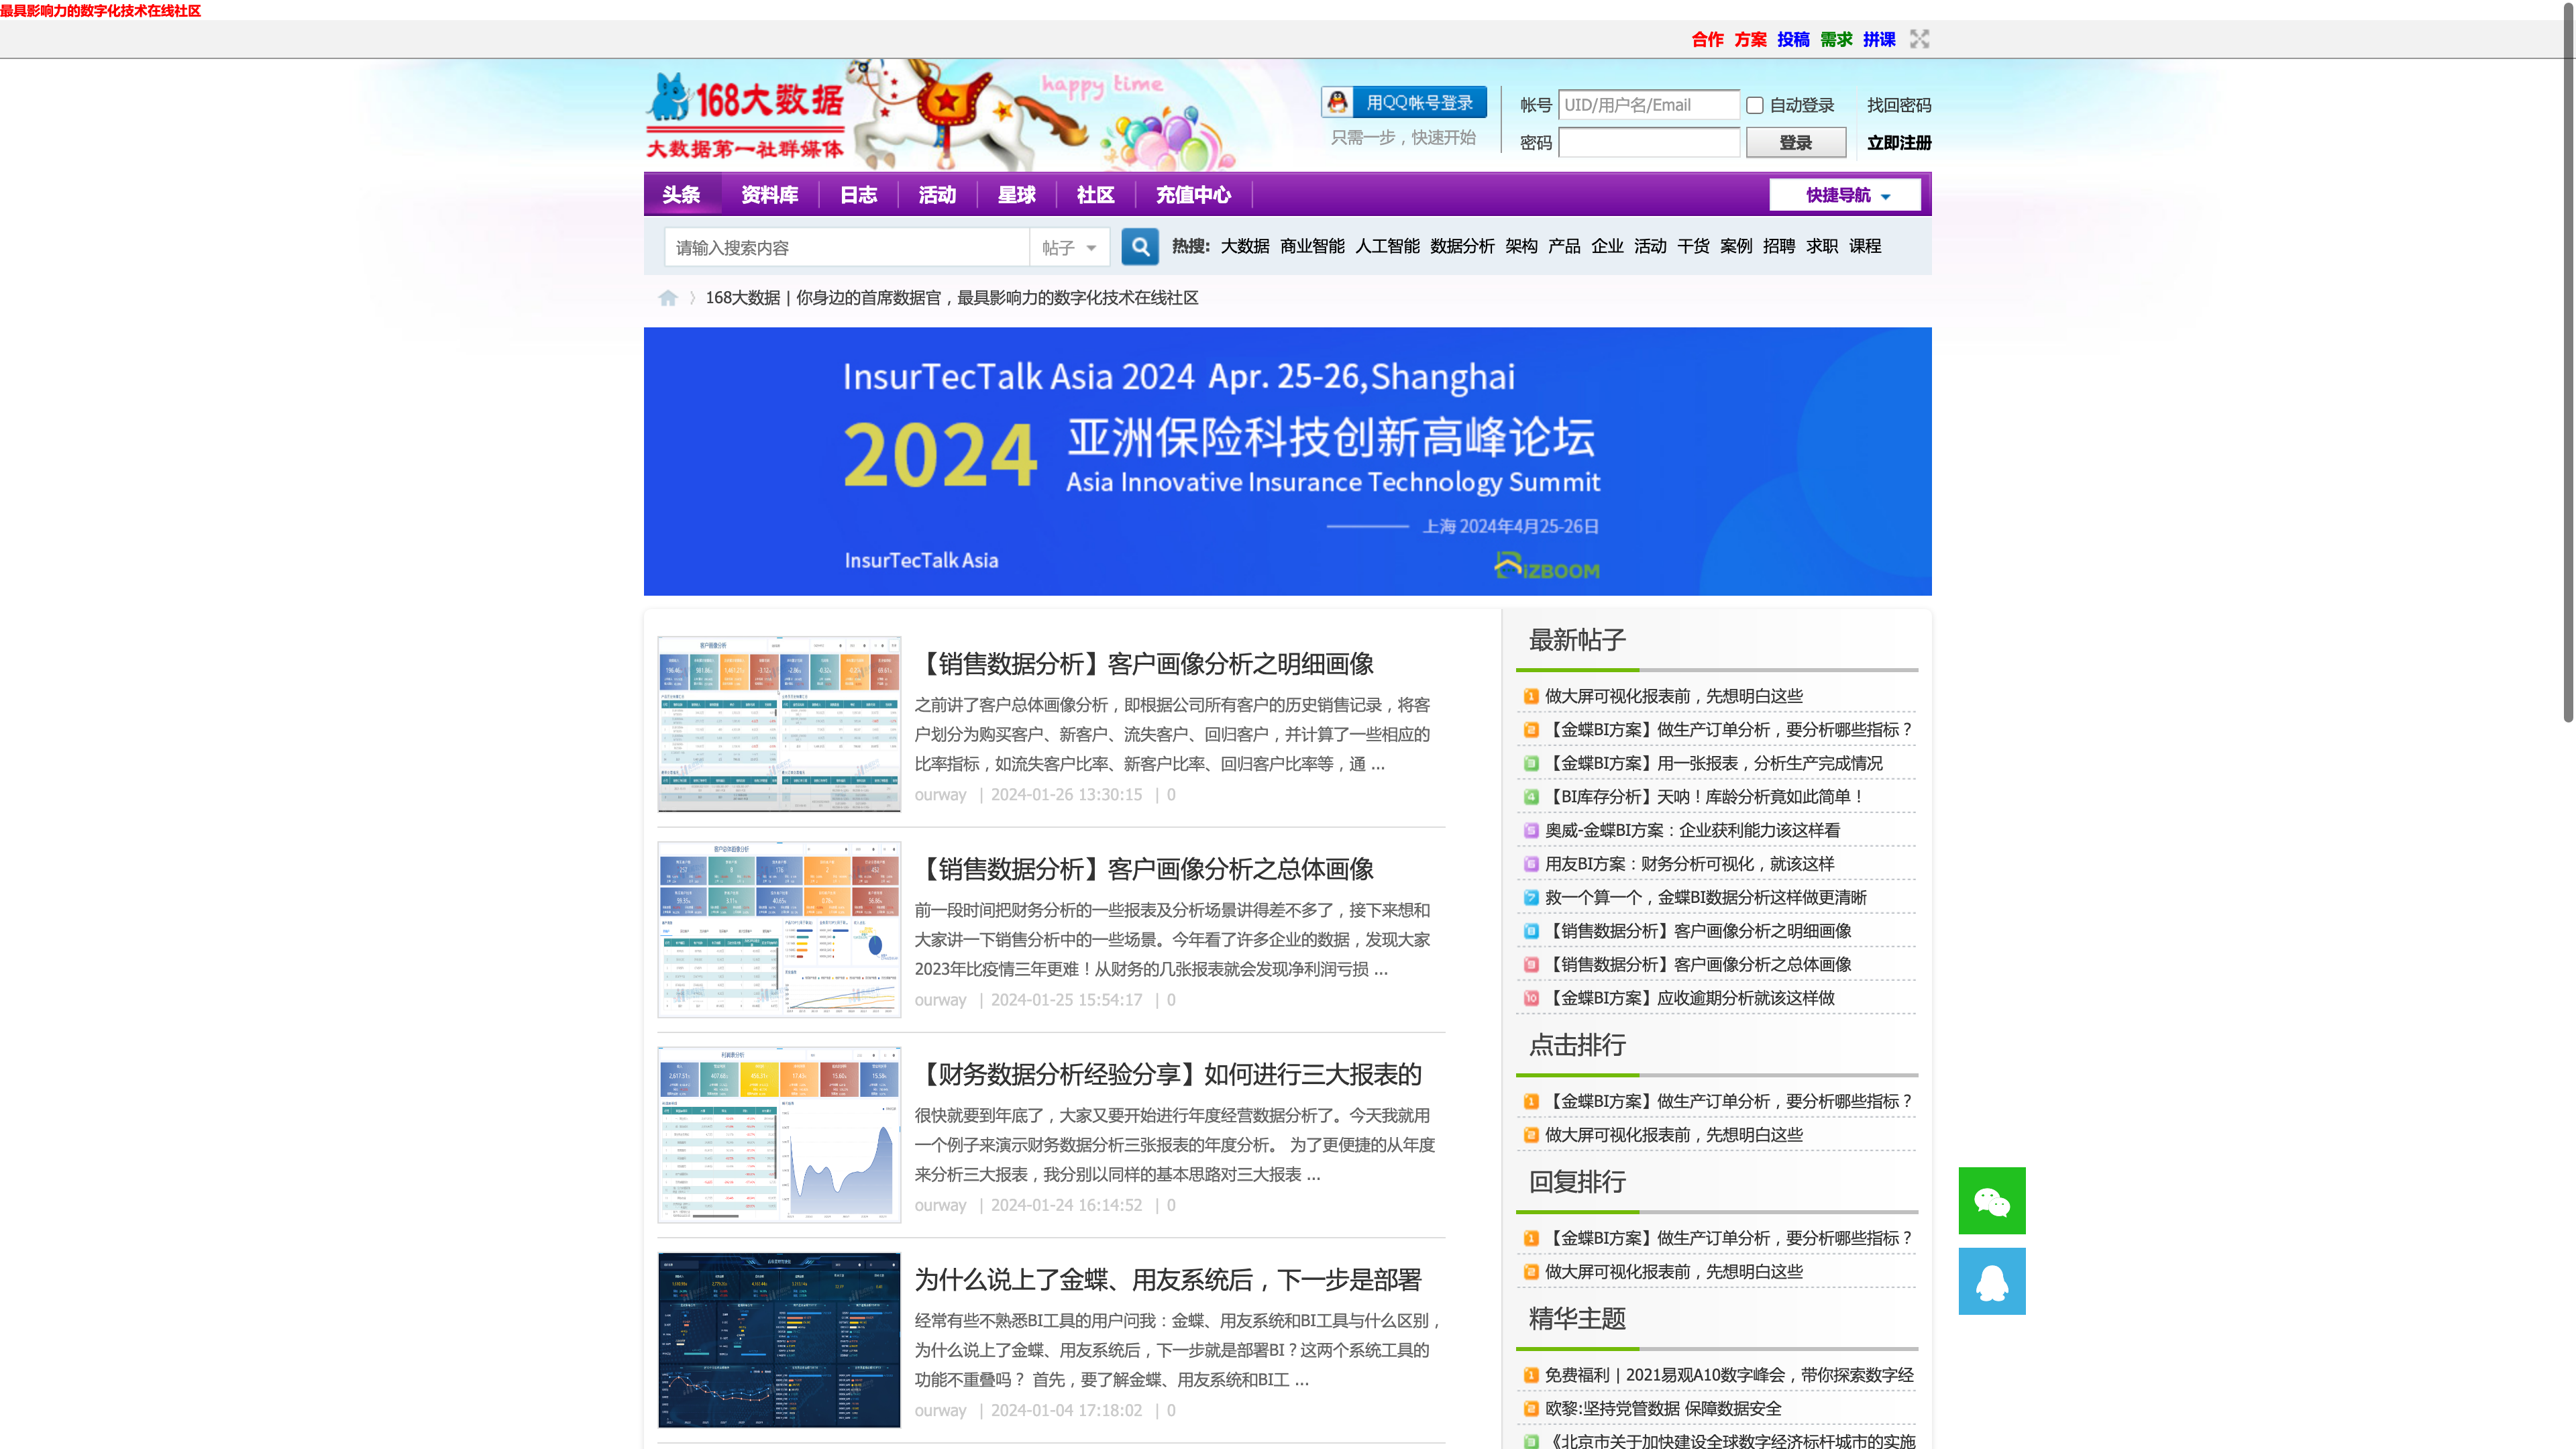 最具影响力的数字化技术在线社区
合作 方案 投稿 需求 拼课
168大数据
大数据第一社群媒体
happy time
用QQ帐号登录
只需一步，快速开始
帐号 UID/用户名/Email 自动登录 找回密码
密码 登录 立即注册
头条 资料库 日志 活动 星球 社区 充值中心 快捷导航
请输入搜索内容 帖子 热搜: 大数据 商业智能 人工智能 数据分析 架构 产品 企业 活动 干货 案例 招聘 求职 课程
168大数据 | 你身边的首席数据官，最具影响力的数字化技术在线社区
InsurTecTalk Asia 2024 Apr. 25-26,Shanghai
2024 亚洲保险科技创新高峰论坛
Asia Innovative Insurance Technology Summit
上海 2024年4月25-26日
InsurTecTalk Asia
BIZBOOM
【销售数据分析】客户画像分析之明细画像
之前讲了客户总体画像分析，即根据公司所有客户的历史销售记录，将客
户划分为购买客户、新客户、流失客户、回归客户，并计算了一些相应的
比率指标，如流失客户比率、新客户比率、回归客户比率等，通 ...
ourway | 2024-01-26 13:30:15 | 0
【销售数据分析】客户画像分析之总体画像
前一段时间把财务分析的一些报表及分析场景讲得差不多了，接下来想和
大家讲一下销售分析中的一些场景。今年看了许多企业的数据，发现大家
2023年比疫情三年更难！从财务的几张报表就会发现净利润亏损 ...
ourway | 2024-01-25 15:54:17 | 0
【财务数据分析经验分享】如何进行三大报表的
很快就要到年底了，大家又要开始进行年度经营数据分析了。今天我就用
一个例子来演示财务数据分析三张报表的年度分析。 为了更便捷的从年度
来分析三大报表，我分别以同样的基本思路对三大报表 ...
ourway | 2024-01-24 16:14:52 | 0
为什么说上了金蝶、用友系统后，下一步是部署
经常有些不熟悉BI工具的用户问我：金蝶、用友系统和BI工具与什么区别，
为什么说上了金蝶、用友系统后，下一步就是部署BI？这两个系统工具的
功能不重叠吗？ 首先，要了解金蝶、用友系统和BI工 ...
ourway | 2024-01-04 17:18:02 | 0
最新帖子
1 做大屏可视化报表前，先想明白这些
2 【金蝶BI方案】做生产订单分析，要分析哪些指标？
3 【金蝶BI方案】用一张报表，分析生产完成情况
4 【BI库存分析】天呐！库龄分析竟如此简单！
5 奥威-金蝶BI方案：企业获利能力该这样看
6 用友BI方案：财务分析可视化，就该这样
7 救一个算一个，金蝶BI数据分析这样做更清晰
8 【销售数据分析】客户画像分析之明细画像
9 【销售数据分析】客户画像分析之总体画像
10 【金蝶BI方案】应收逾期分析就该这样做
点击排行
1 【金蝶BI方案】做生产订单分析，要分析哪些指标？
2 做大屏可视化报表前，先想明白这些
回复排行
1 【金蝶BI方案】做生产订单分析，要分析哪些指标？
2 做大屏可视化报表前，先想明白这些
精华主题
1 免费福利 | 2021易观A10数字峰会，带你探索数字经
2 欧黎:坚持党管数据 保障数据安全
3 《北京市关于加快建设全球数字经济标杆城市的实施